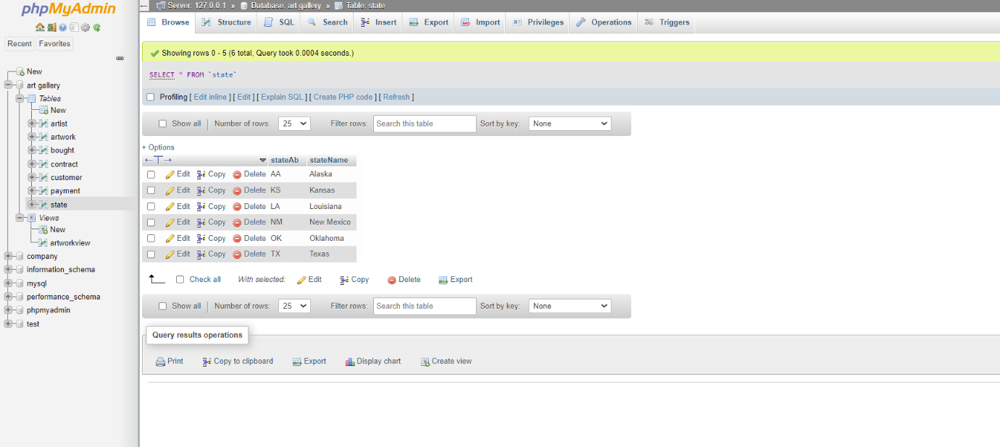 phpMyAdmin
Recent Favorites
New
art gallery
Tables
New
artist
artwork
bought
contract
customer
payment
state
Views
New
artworkview
company
information_schema
mysql
performance_schema
phpmyadmin
test
Server: 127.0.0.1 » Database: art gallery » Table: state
Browse Structure SQL Search Insert Export Import Privileges Operations Triggers
Showing rows 0 - 5 (6 total, Query took 0.0004 seconds.)
SELECT * FROM `state`
Profiling [ Edit inline ] [ Edit ] [ Explain SQL ] [ Create PHP code ] [ Refresh ]
Show all Number of rows: 25 Filter rows: Search this table Sort by key: None
+ Options
←T→ stateAb stateName
Edit Copy Delete AA Alaska
Edit Copy Delete KS Kansas
Edit Copy Delete LA Louisiana
Edit Copy Delete NM New Mexico
Edit Copy Delete OK Oklahoma
Edit Copy Delete TX Texas
Check all With selected: Edit Copy Delete Export
Show all Number of rows: 25 Filter rows: Search this table Sort by key: None
Query results operations
Print Copy to clipboard Export Display chart Create view